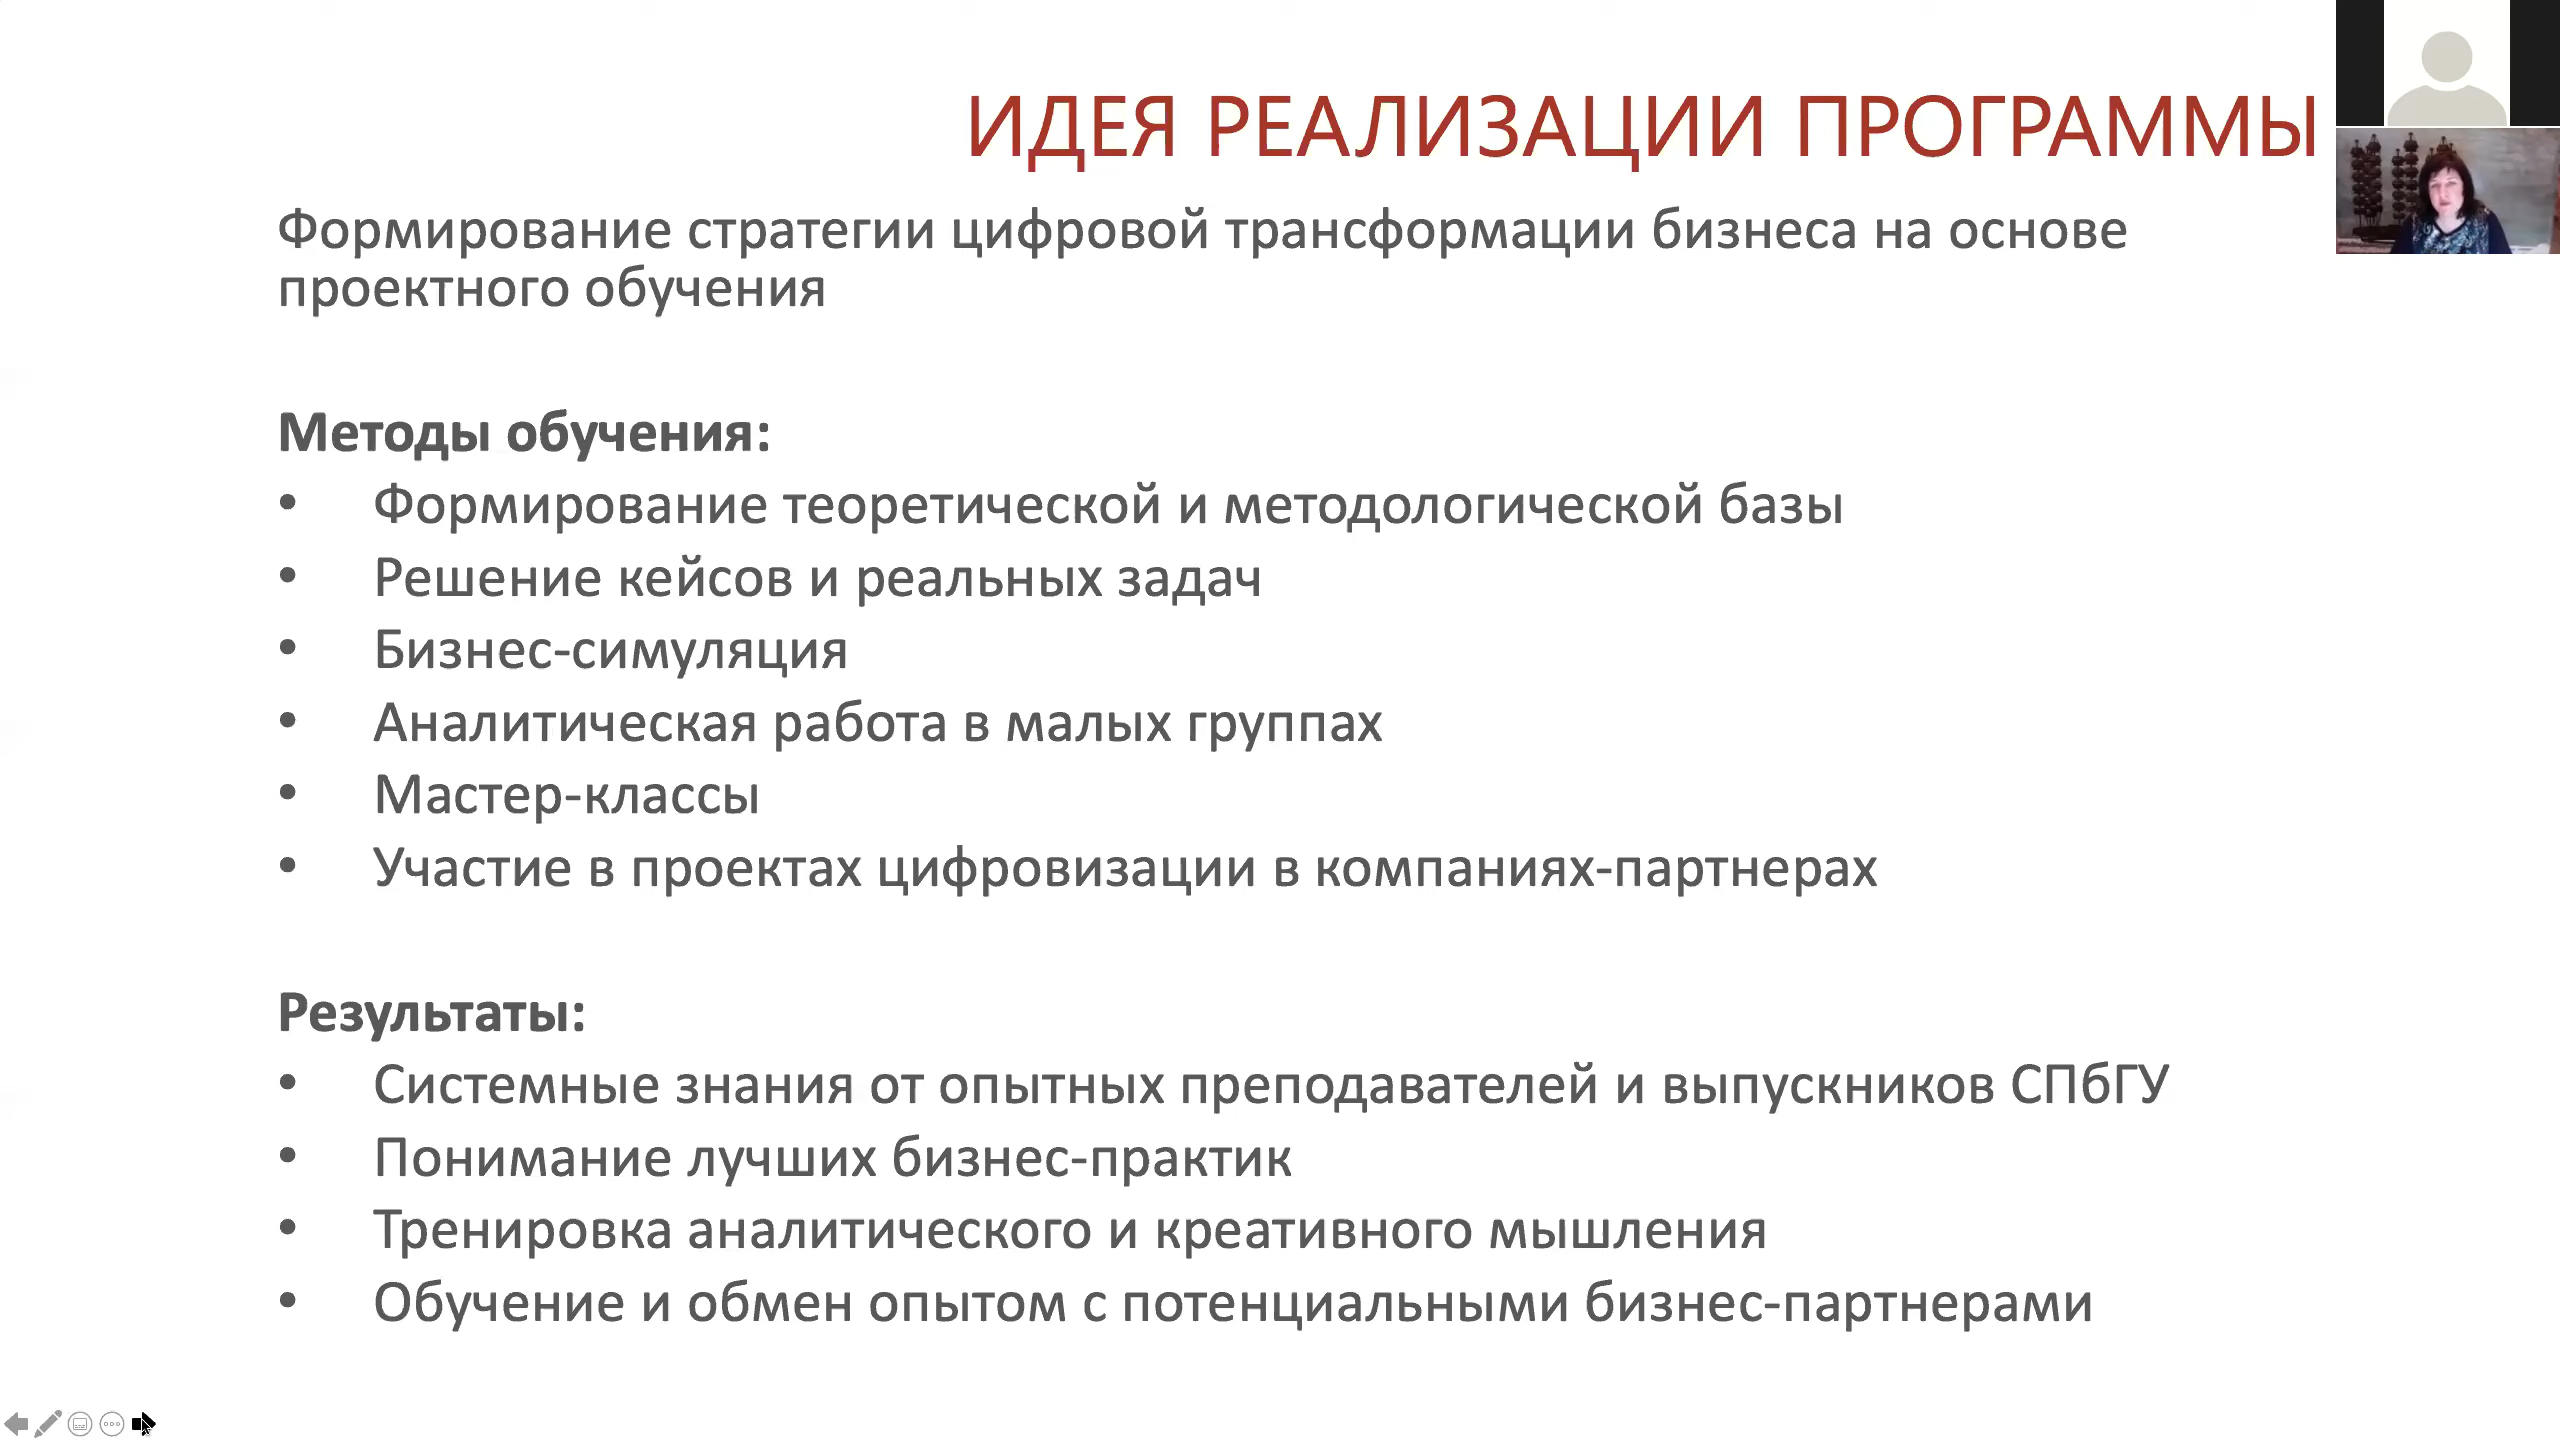 ИДЕЯ РЕАЛИЗАЦИИ ПРОГРАММЫ
Формирование стратегии цифровой трансформации бизнеса на основе
проектного обучения
Методы обучения:
• Формирование теоретической и методологической базы
• Решение кейсов и реальных задач
• Бизнес-симуляция
• Аналитическая работа в малых группах
• Мастер-классы
• Участие в проектах цифровизации в компаниях-партнерах
Результаты:
• Системные знания от опытных преподавателей и выпускников СПбГУ
• Понимание лучших бизнес-практик
• Тренировка аналитического и креативного мышления
• Обучение и обмен опытом с потенциальными бизнес-партнерами